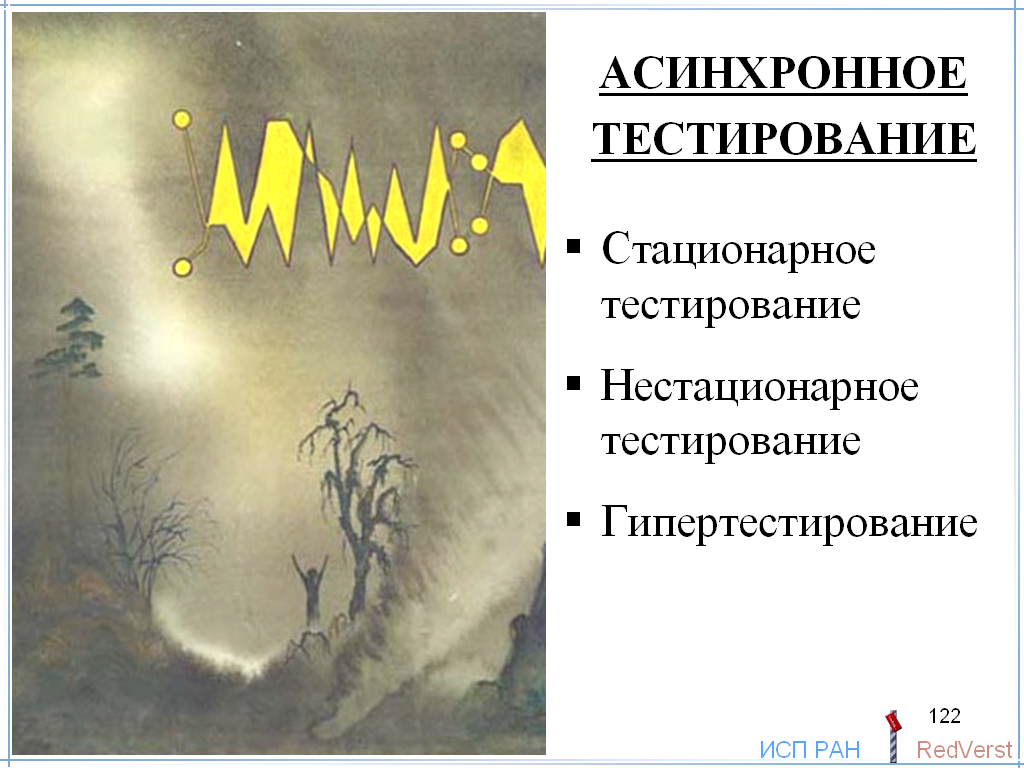 АСИНХРОННОЕ
ТЕСТИРОВАНИЕ
▪ Стационарное
тестирование
▪ Нестационарное
тестирование
▪ Гипертестирование
122
ИСП РАН RedVerst